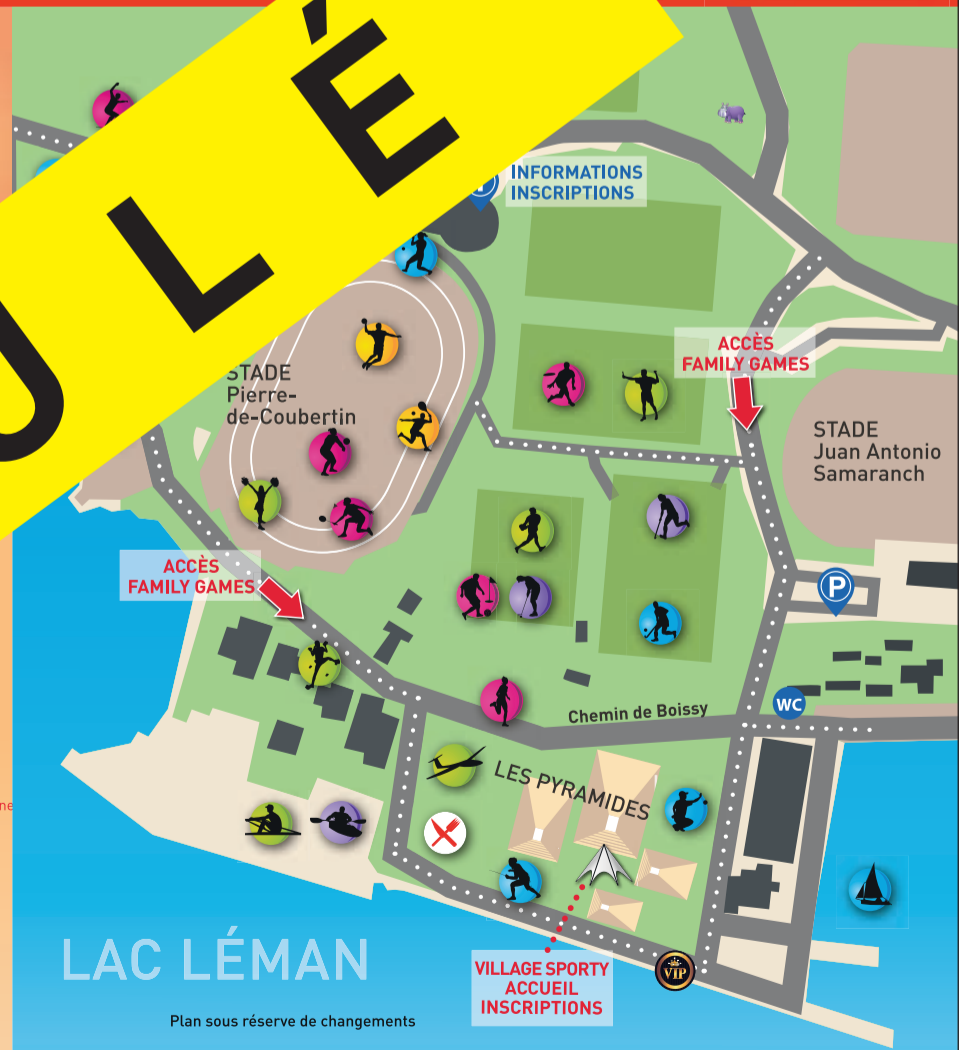 U L É
INFORMATIONS
INSCRIPTIONS
ACCÈS
FAMILY GAMES
STADE
Pierre-
de-Coubertin
STADE
Juan Antonio
Samaranch
ACCÈS
FAMILY GAMES
P
WC
Chemin de Boissy
LES PYRAMIDES
LAC LÉMAN
VILLAGE SPORTY
ACCUEIL
INSCRIPTIONS
VIP
Plan sous réserve de changements